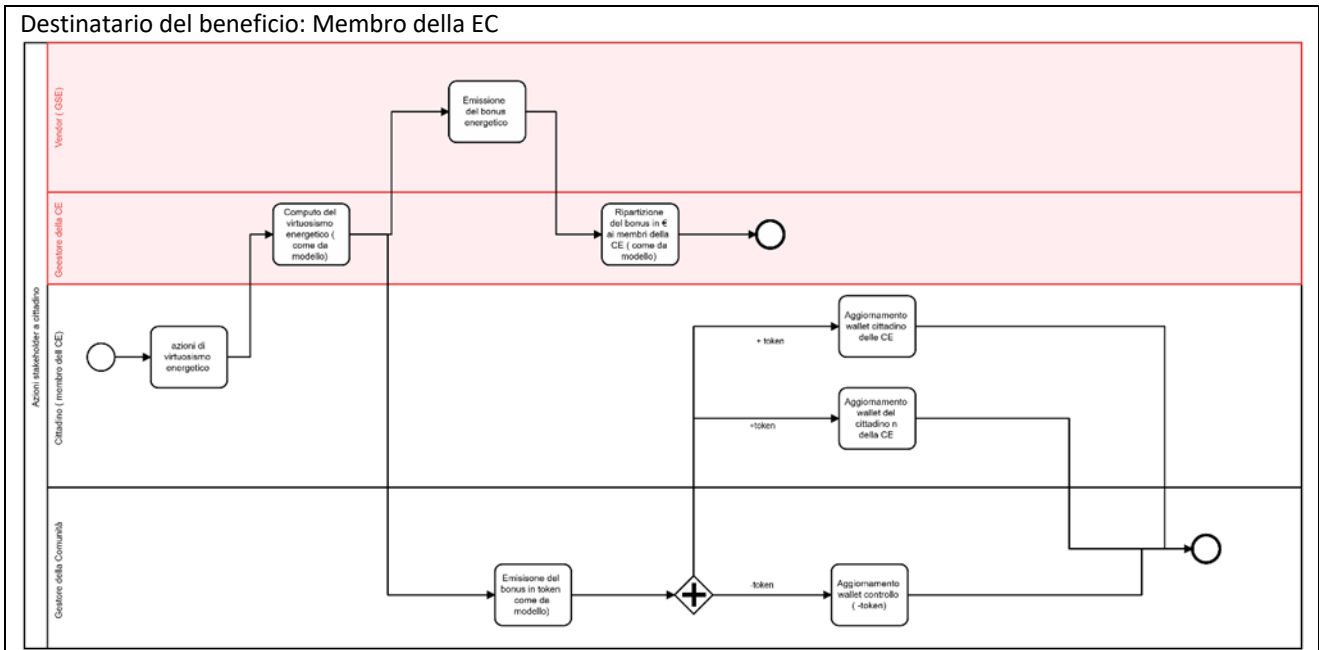 Destinatario del beneficio: Membro della EC
Azioni stakeholder a cittadino
Vendor ( GSE)
Emissione
del bonus
energetico
Geestore della CE
Computo del
virtuosismo
energetico (
come da
modello)
Ripartizione
del bonus in €
ai membri della
CE ( come da
modello)
Cittadino ( membro dell CE)
azioni di
virtuosismo
energetico
+ token
Aggiornamento
wallet cittadino
delle CE
+token
Aggiornamento
wallet del
cittadino n
della CE
Gestore della Comunità
Emisisone del
bonus in token
come da
modello)
-token
Aggiornamento
wallet controllo
( -token)